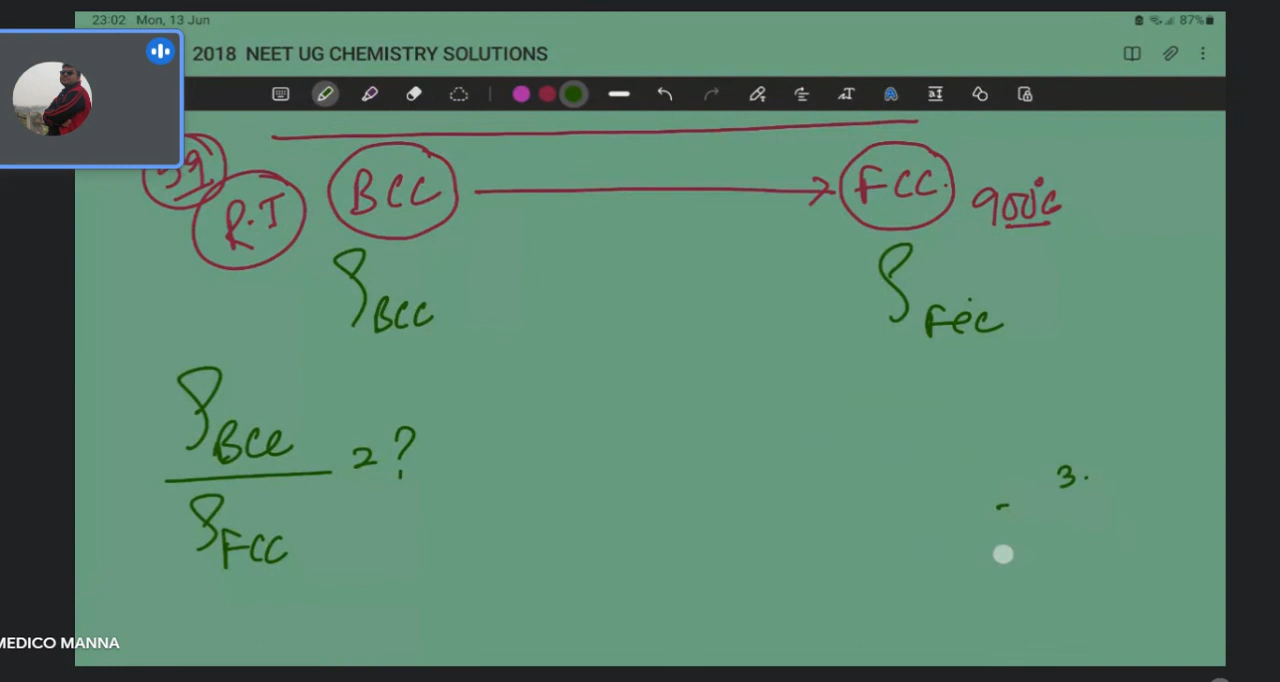 23:02 Mon, 13 Jun
87%
2018 NEET UG CHEMISTRY SOLUTIONS
59
R.T BCC FCC. 900°C
ρBCC ρFCC
ρBCC
= ?
ρFCC
3.
MEDICO MANNA